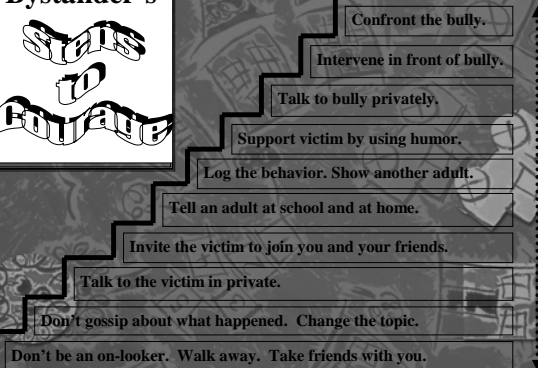 Bystander's
Steps
to
Courage
Confront the bully.
Intervene in front of bully.
Talk to bully privately.
Support victim by using humor.
Log the behavior. Show another adult.
Tell an adult at school and at home.
Invite the victim to join you and your friends.
Talk to the victim in private.
Don't gossip about what happened.  Change the topic.
Don't be an on-looker.  Walk away.  Take friends with you.